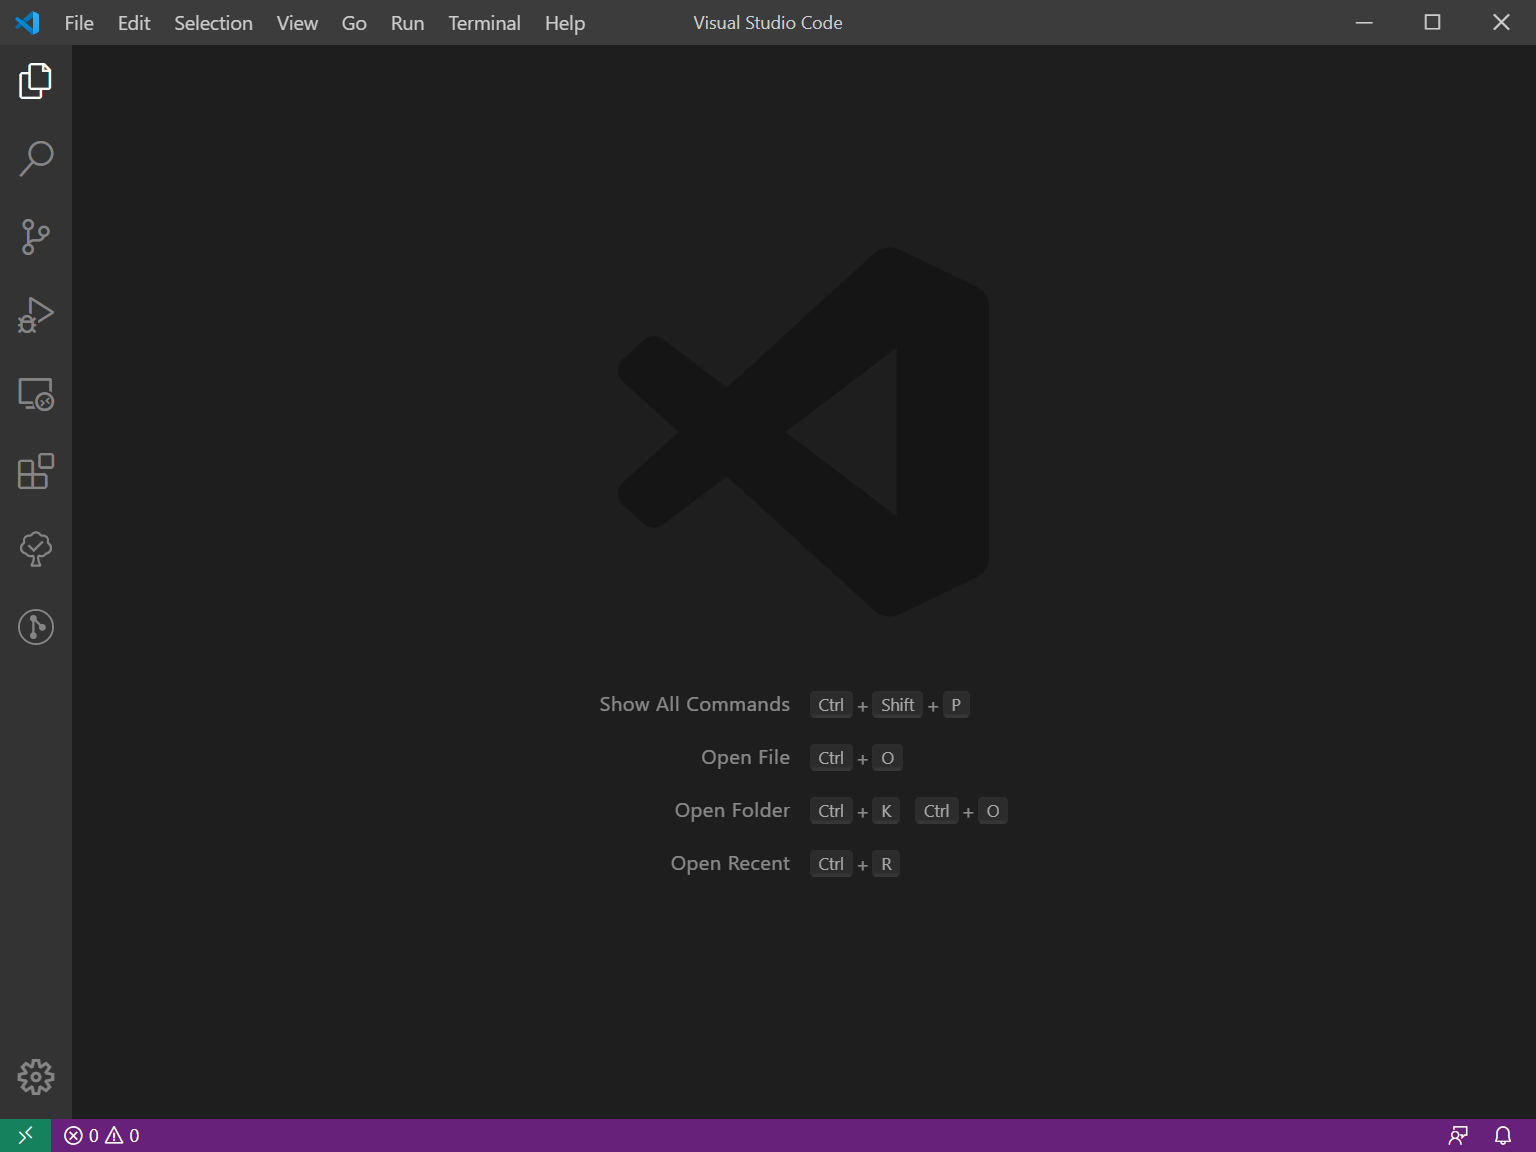 File Edit Selection View Go Run Terminal Help Visual Studio Code
Show All Commands Ctrl + Shift + P
Open File Ctrl + O
Open Folder Ctrl + K Ctrl + O
Open Recent Ctrl + R
0 0